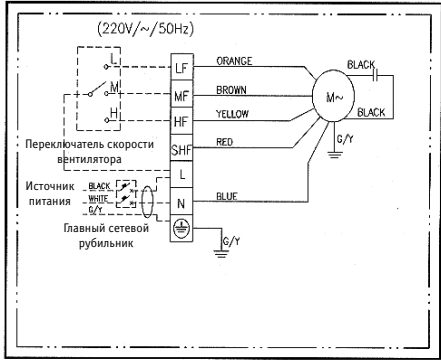 (220V/~/50Hz)
L
M
H
LF
MF
HF
SHF
L
N
ORANGE
BROWN
YELLOW
RED
BLUE
M~
BLACK
BLACK
G/Y
G/Y
Переключатель скорости
вентилятора
Источник
питания
BLACK
WHITE
G/Y
Главный сетевой
рубильник